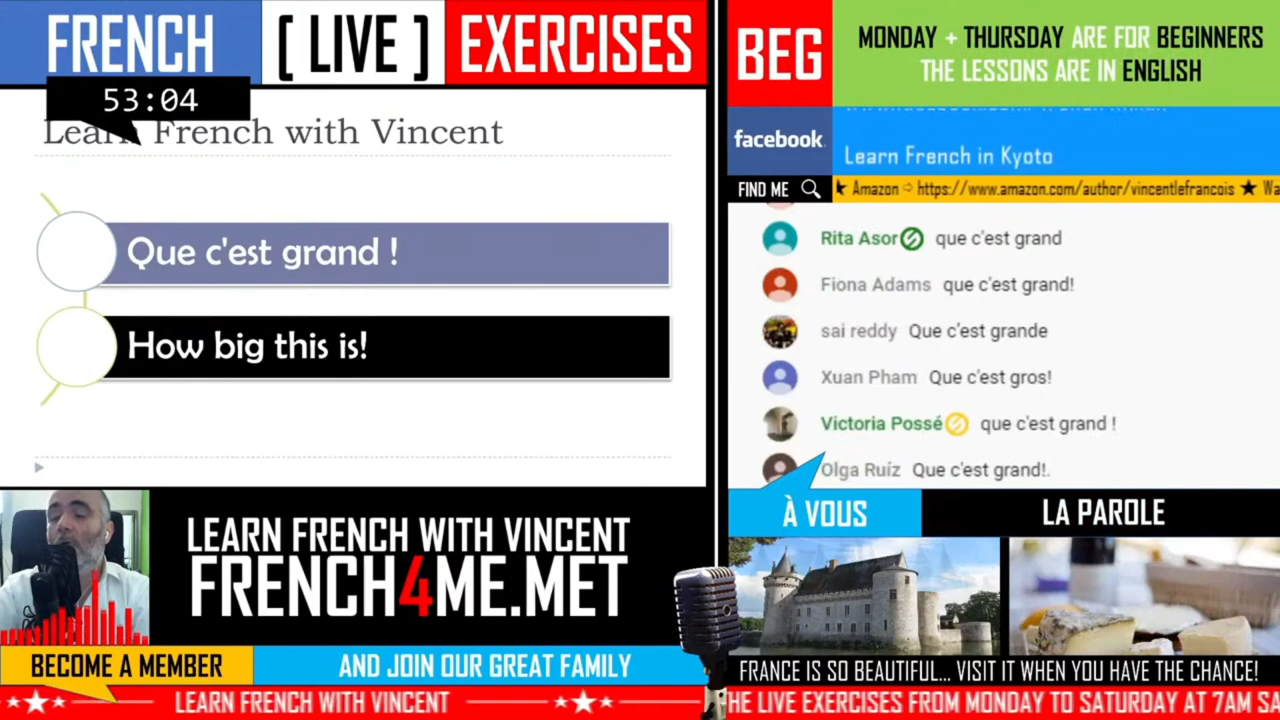 FRENCH
[ LIVE ]
EXERCISES
53:04
Learn French with Vincent
Que c'est grand !
How big this is!
LEARN FRENCH WITH VINCENT
FRENCH4ME.MET
BECOME A MEMBER
AND JOIN OUR GREAT FAMILY
LEARN FRENCH WITH VINCENT
BEG
MONDAY + THURSDAY ARE FOR BEGINNERS
THE LESSONS ARE IN ENGLISH
facebook.
Learn French in Kyoto
FIND ME
Amazon ⇨ https://www.amazon.com/author/vincentlefrancois ★ Wa
Rita Asor que c'est grand
Fiona Adams que c'est grand!
sai reddy Que c'est grande
Xuan Pham Que c'est gros!
Victoria Possé que c'est grand !
Olga Ruíz Que c'est grand!.
À VOUS
LA PAROLE
FRANCE IS SO BEAUTIFUL... VISIT IT WHEN YOU HAVE THE CHANCE!
THE LIVE EXERCISES FROM MONDAY TO SATURDAY AT 7AM SA